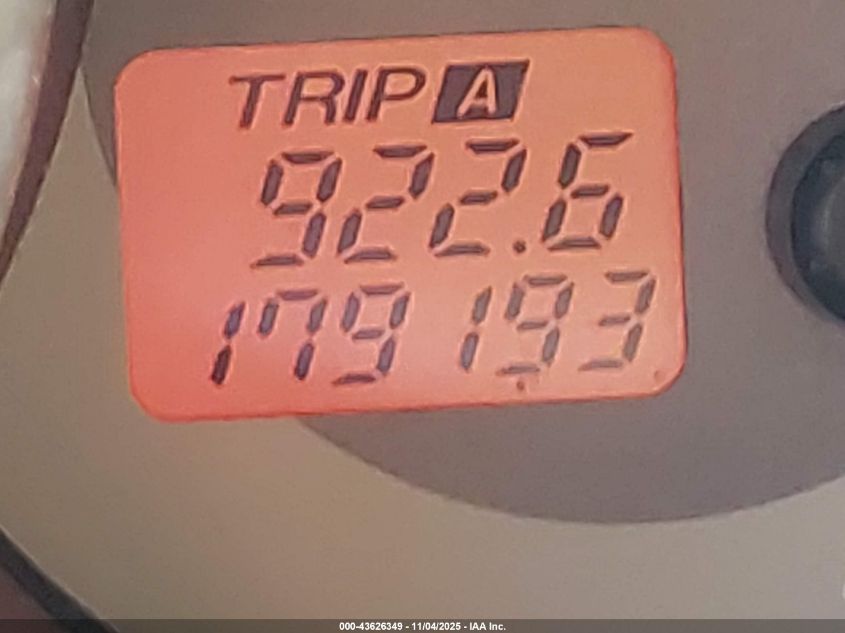 TRIP A
922.6
179193
000-43626349 - 11/04/2025 - IAA Inc.